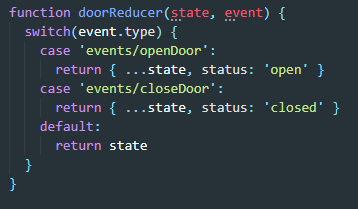 function doorReducer(state, event) {
  switch(event.type) {
    case 'events/openDoor':
      return { ...state, status: 'open' }
    case 'events/closeDoor':
      return { ...state, status: 'closed' }
    default:
      return state
  }
}